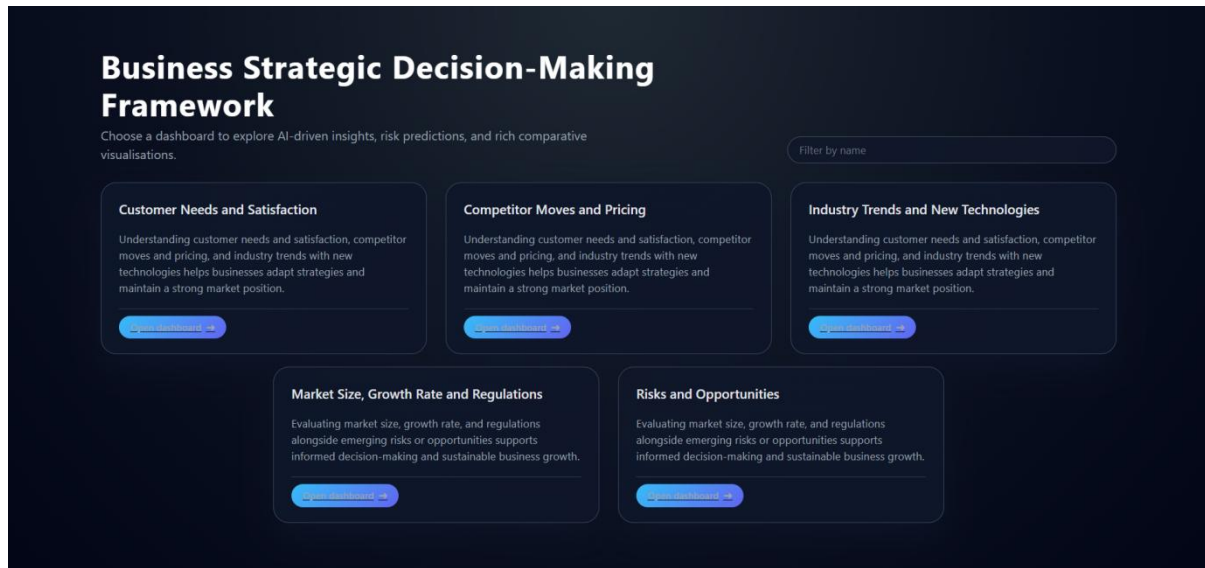 Business Strategic Decision-Making
Framework
Choose a dashboard to explore AI-driven insights, risk predictions, and rich comparative
visualisations.
Filter by name
Customer Needs and Satisfaction
Understanding customer needs and satisfaction, competitor
moves and pricing, and industry trends with new
technologies helps businesses adapt strategies and
maintain a strong market position.
Open dashboard →
Competitor Moves and Pricing
Understanding customer needs and satisfaction, competitor
moves and pricing, and industry trends with new
technologies helps businesses adapt strategies and
maintain a strong market position.
Open dashboard →
Industry Trends and New Technologies
Understanding customer needs and satisfaction, competitor
moves and pricing, and industry trends with new
technologies helps businesses adapt strategies and
maintain a strong market position.
Open dashboard →
Market Size, Growth Rate and Regulations
Evaluating market size, growth rate, and regulations
alongside emerging risks or opportunities supports
informed decision-making and sustainable business growth.
Open dashboard →
Risks and Opportunities
Evaluating market size, growth rate, and regulations
alongside emerging risks or opportunities supports
informed decision-making and sustainable business growth.
Open dashboard →